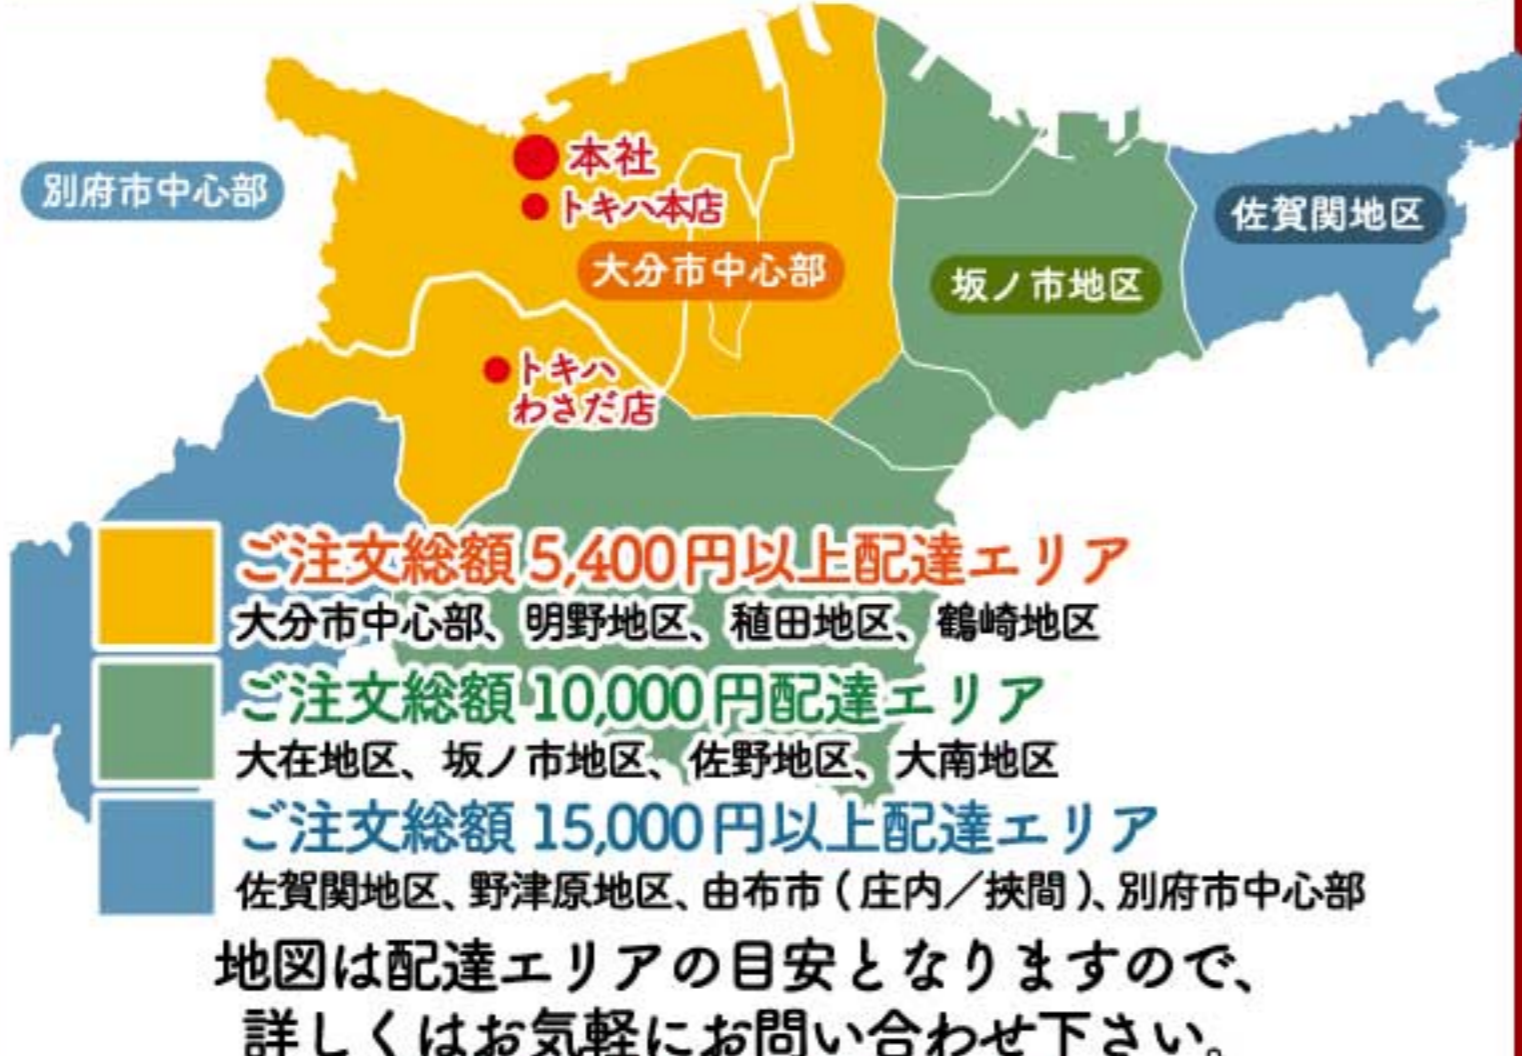 本社
別府市中心部
トキハ本店
佐賀関地区
大分市中心部
坂ノ市地区
トキハ
わさだ店
ご注文総額 5,400円以上配達エリア
大分市中心部、明野地区、稙田地区、鶴崎地区
ご注文総額 10,000円配達エリア
大在地区、坂ノ市地区、佐野地区、大南地区
ご注文総額 15,000円以上配達エリア
佐賀関地区、野津原地区、由布市(庄内／挾間)、別府市中心部
地図は配達エリアの目安となりますので、
詳しくはお気軽にお問い合わせ下さい。